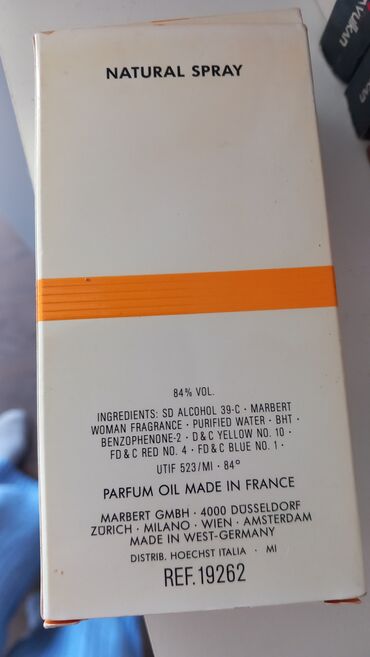 NATURAL SPRAY
84% VOL.
INGREDIENTS: SD ALCOHOL 39-C · MARBERT
WOMAN FRAGRANCE · PURIFIED WATER · BHT ·
BENZOPHENONE-2 · D&C YELLOW NO. 10 ·
FD&C RED NO. 4 · FD&C BLUE NO. 1 ·
UTIF 523/MI · 84°
PARFUM OIL MADE IN FRANCE
MARBERT GMBH · 4000 DÜSSELDORF
ZÜRICH · MILANO · WIEN · AMSTERDAM
MADE IN WEST-GERMANY
DISTRIB. HOECHST ITALIA · MI
REF.19262